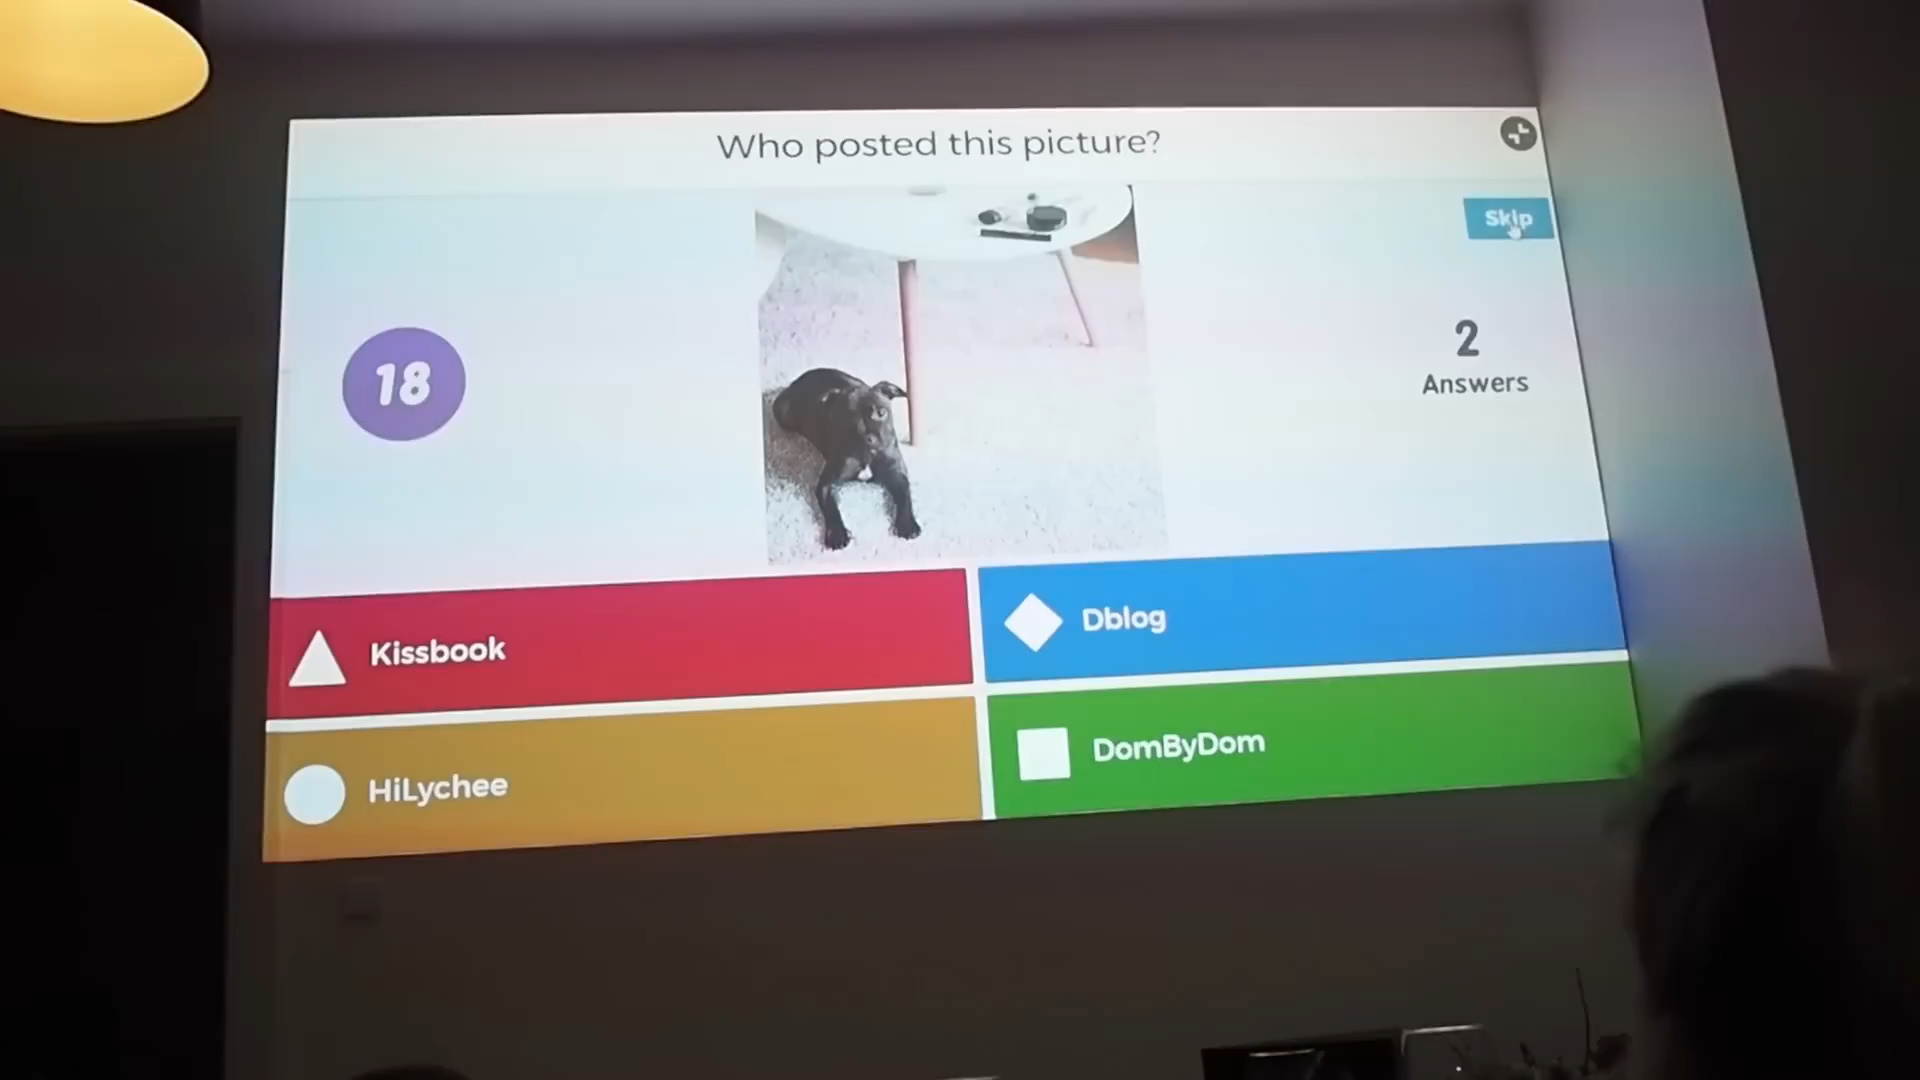 Who posted this picture?
Skip
18
2
Answers
Kissbook
Dblog
HiLychee
DomByDom